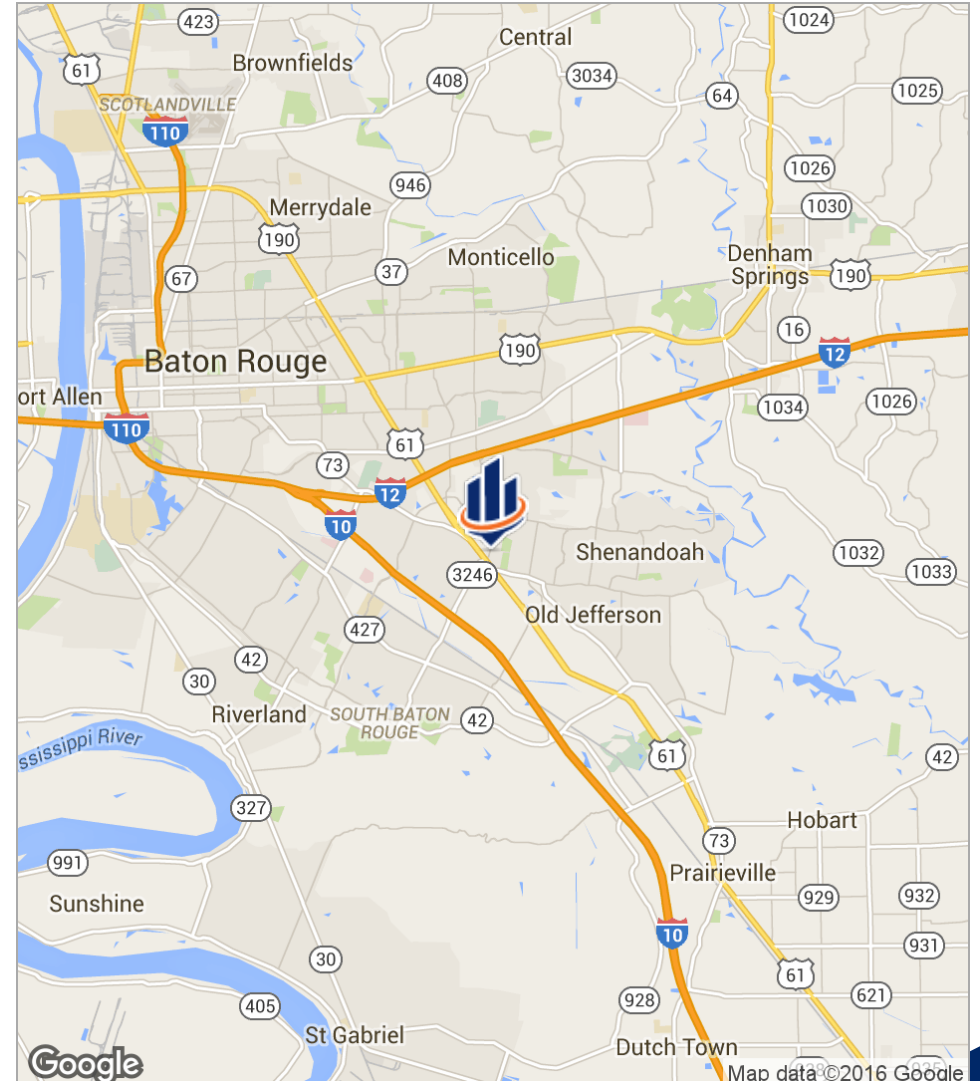 423
Central
1024
61
Brownfields
408
3034
64
1025
SCOTLANDVILLE
110
946
1026
Merrydale
1030
190
Monticello
Denham
Springs
190
67
37
16
190
12
Baton Rouge
ort Allen
1034
1026
110
61
73
12
10
Shenandoah
1032
1033
3246
Old Jefferson
427
42
30
Riverland
SOUTH BATON
ROUGE
42
ssissippi River
61
42
327
Hobart
73
991
Prairieville
Sunshine
929
932
10
931
30
61
621
405
928
St Gabriel
Dutch Town
Google
Map data ©2016 Google